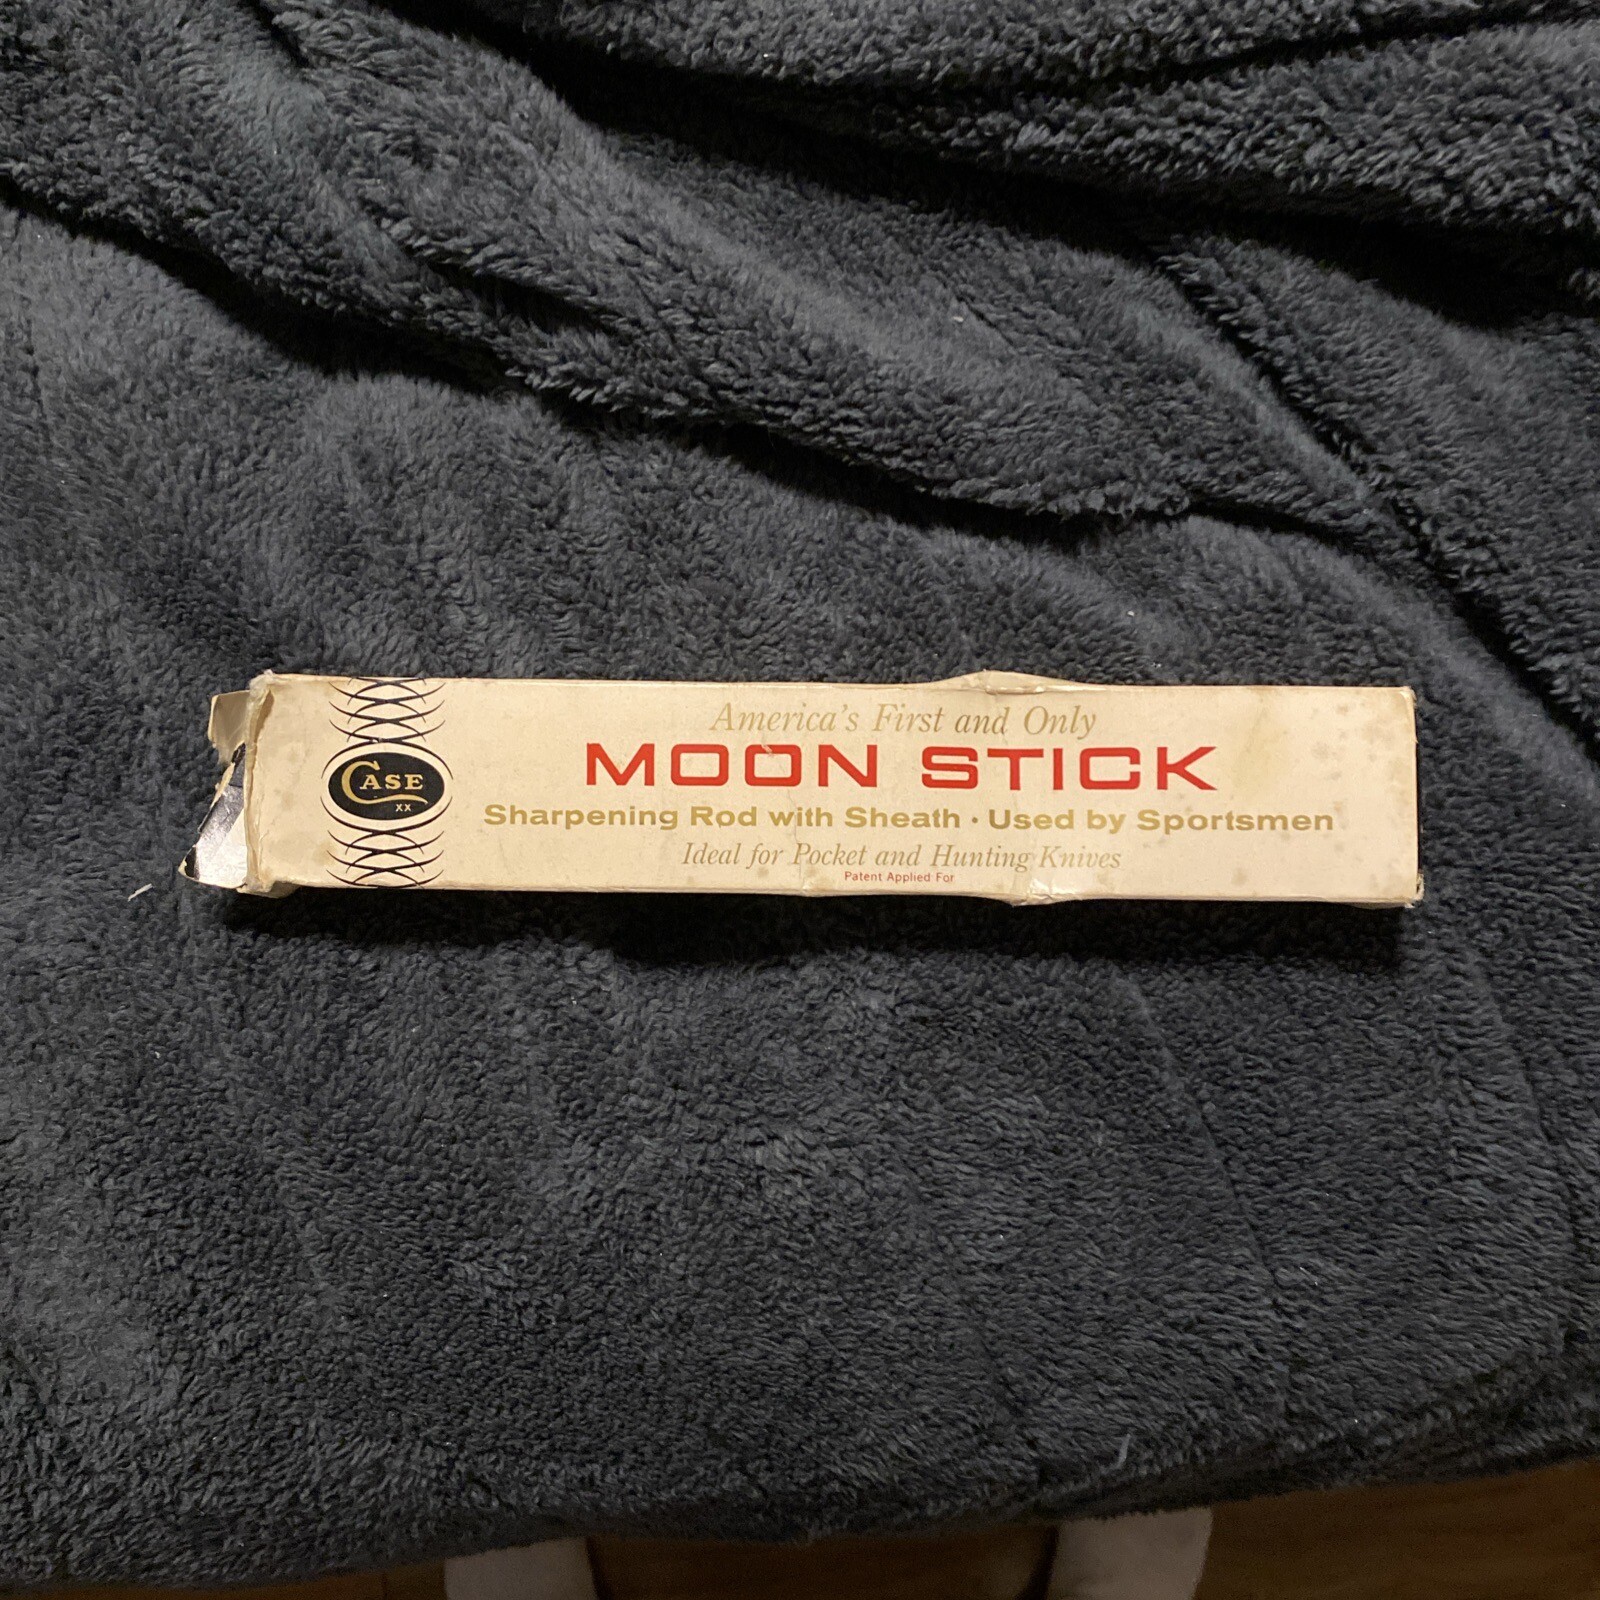 CASE
XX
America's First and Only
MOON STICK
Sharpening Rod with Sheath · Used by Sportsmen
Ideal for Pocket and Hunting Knives
Patent Applied For